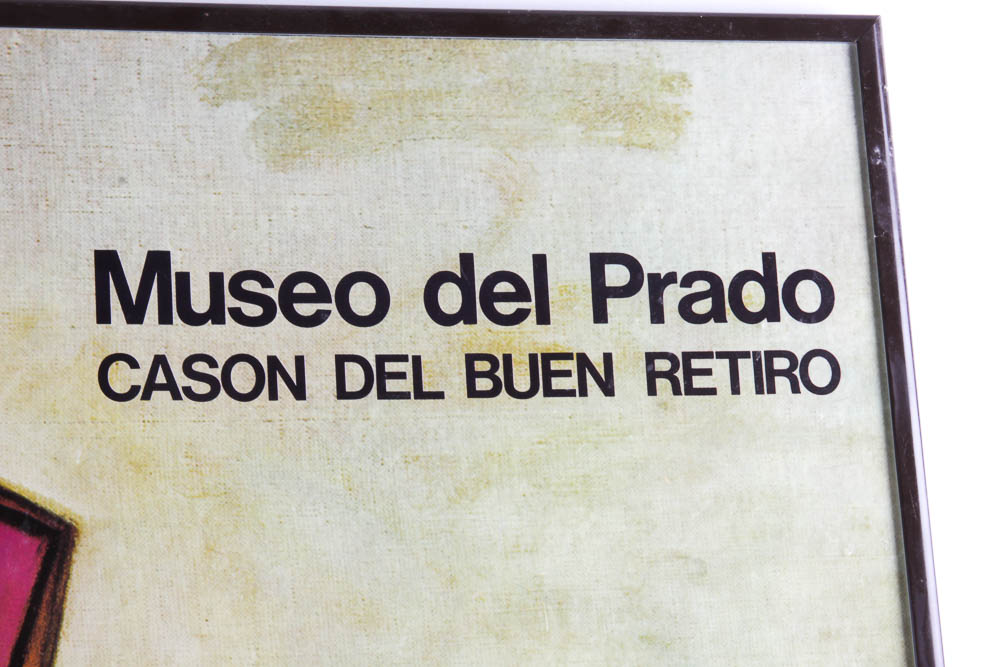 Museo del Prado
CASON DEL BUEN RETIRO